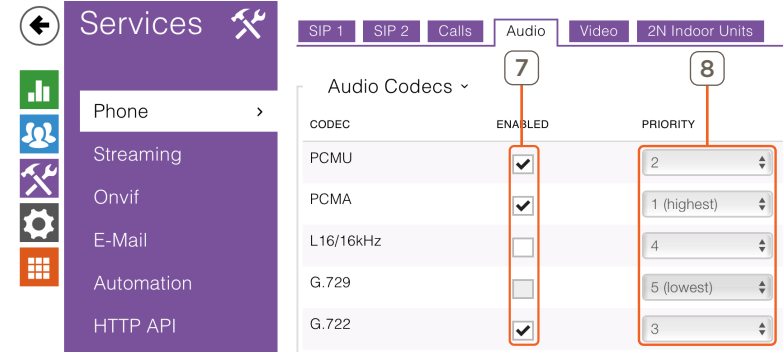 Services
SIP 1 SIP 2 Calls Audio Video 2N Indoor Units
7 8
Audio Codecs
Phone
Streaming
Onvif
E-Mail
Automation
HTTP API
CODEC ENABLED PRIORITY
PCMU 2
PCMA 1 (highest)
L16/16kHz 4
G.729 5 (lowest)
G.722 3